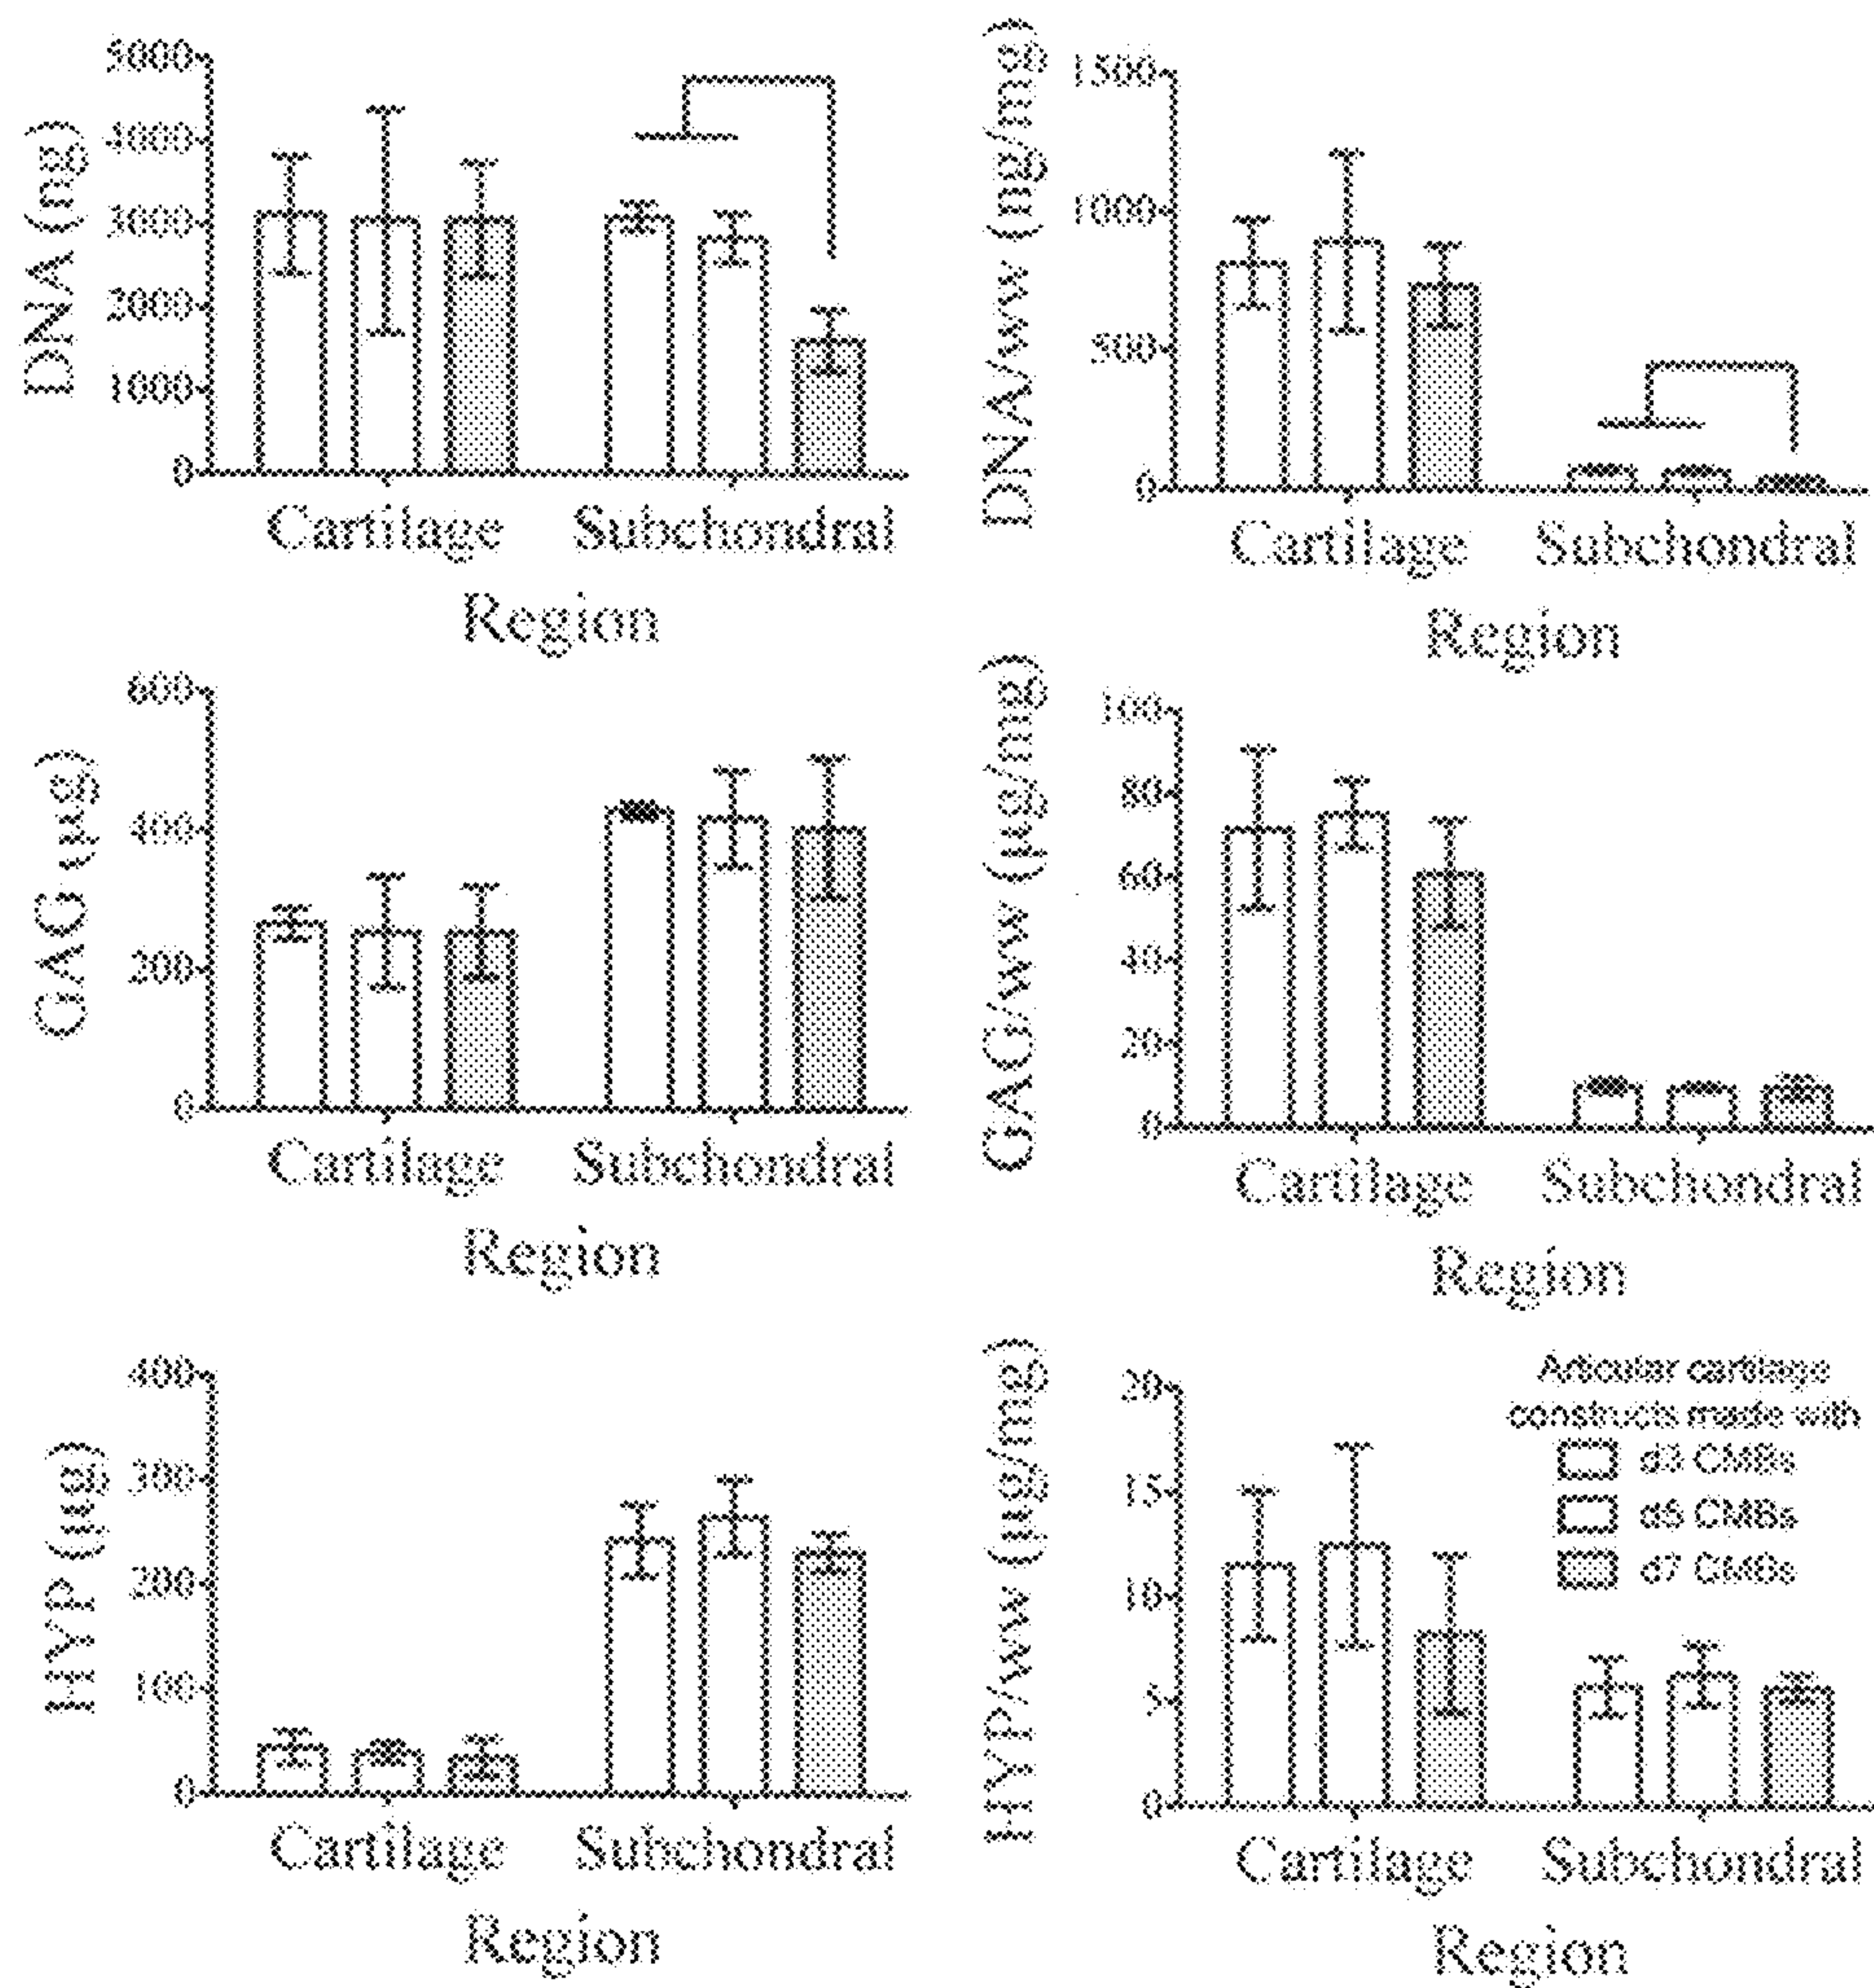 DNA (ng)
5000
4000
3000
2000
1000
0
Cartilage Subchondral
Region
DNA/ww (ng/mg)
1500
1000
500
0
Cartilage Subchondral
Region
GAG (µg)
600
400
200
0
Cartilage Subchondral
Region
GAG/ww (µg/mg)
100
80
60
40
20
0
Cartilage Subchondral
Region
HYP (µg)
400
300
200
100
0
Cartilage Subchondral
Region
HYP/ww (µg/mg)
20
15
10
5
0
Cartilage Subchondral
Region
Articular cartilage
constructs made with
d3 CMBs
d5 CMBs
d7 CMBs